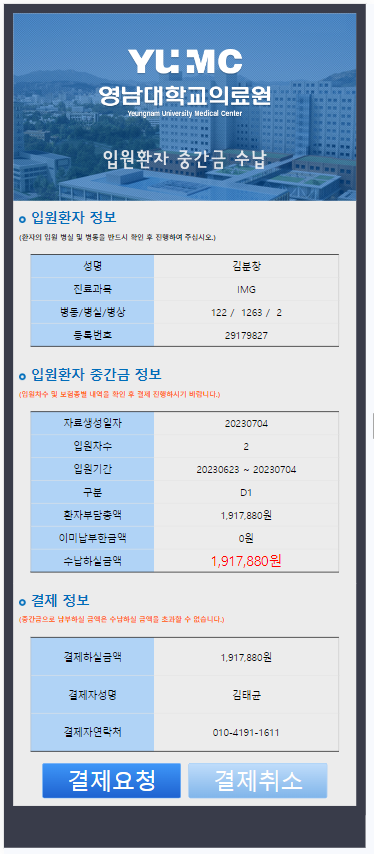 YU MC
영남대학교의료원
Yeungnam University Medical Center
입원환자 중간금 수납
입원환자 정보
(환자의 입원 병실 및 병동을 반드시 확인 후 진행하여 주십시오.)
성명 김분창
진료과목 IMG
병동/병실/병상 122 / 1263 / 2
등록번호 29179827
입원환자 중간금 정보
(입원차수 및 보험종별 내역을 확인 후 결제 진행하시기 바랍니다.)
자료생성일자 20230704
입원차수 2
입원기간 20230623 ~ 20230704
구분 D1
환자부담총액 1,917,880원
이미납부한금액 0원
수납하실금액 1,917,880원
결제 정보
(중간금으로 납부하실 금액은 수납하실 금액을 초과할 수 없습니다.)
결제하실금액 1,917,880원
결제자성명 김태균
결제자연락처 010-4191-1611
결제요청 결제취소